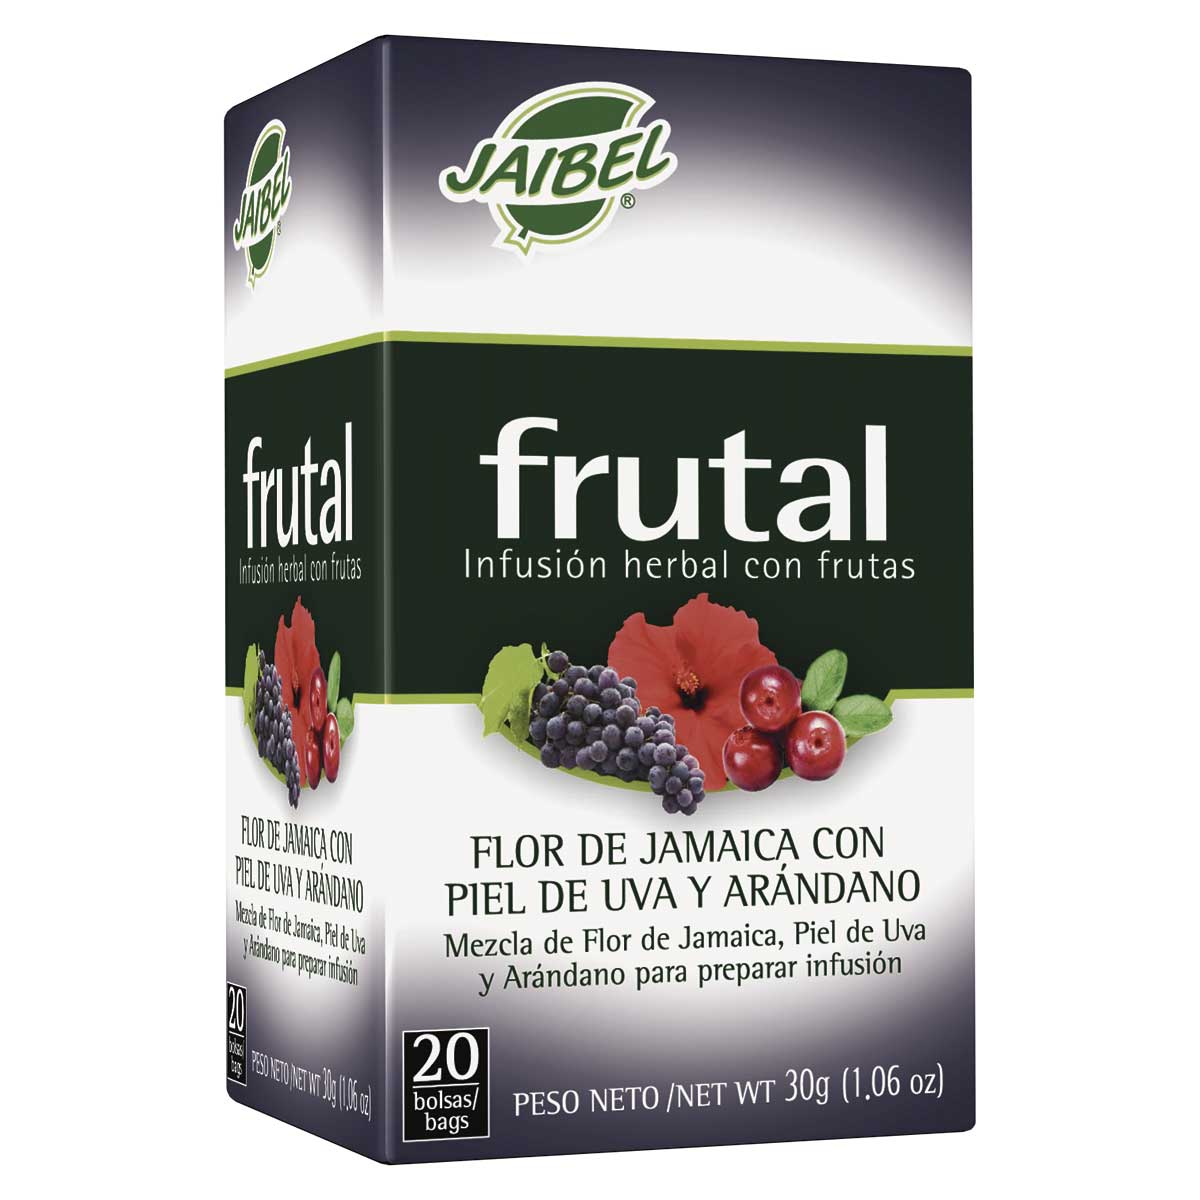 JAIBEL
®
frutal
Infusión herbal con frutas
FLOR DE JAMAICA CON
PIEL DE UVA Y ARÁNDANO
Mezcla de Flor de Jamaica, Piel de Uva
y Arándano para preparar infusión
20
bolsas/
bags
PESO NETO /NET WT 30g (1.06 oz)
JAIBEL
®
frutal
Infusión herbal con frutas
FLOR DE JAMAICA CON
PIEL DE UVA Y ARÁNDANO
Mezcla de Flor de Jamaica, Piel de Uva
y Arándano para preparar infusión
20
bolsas/
bags
PESO NETO /NET WT 30g (1.06 oz)